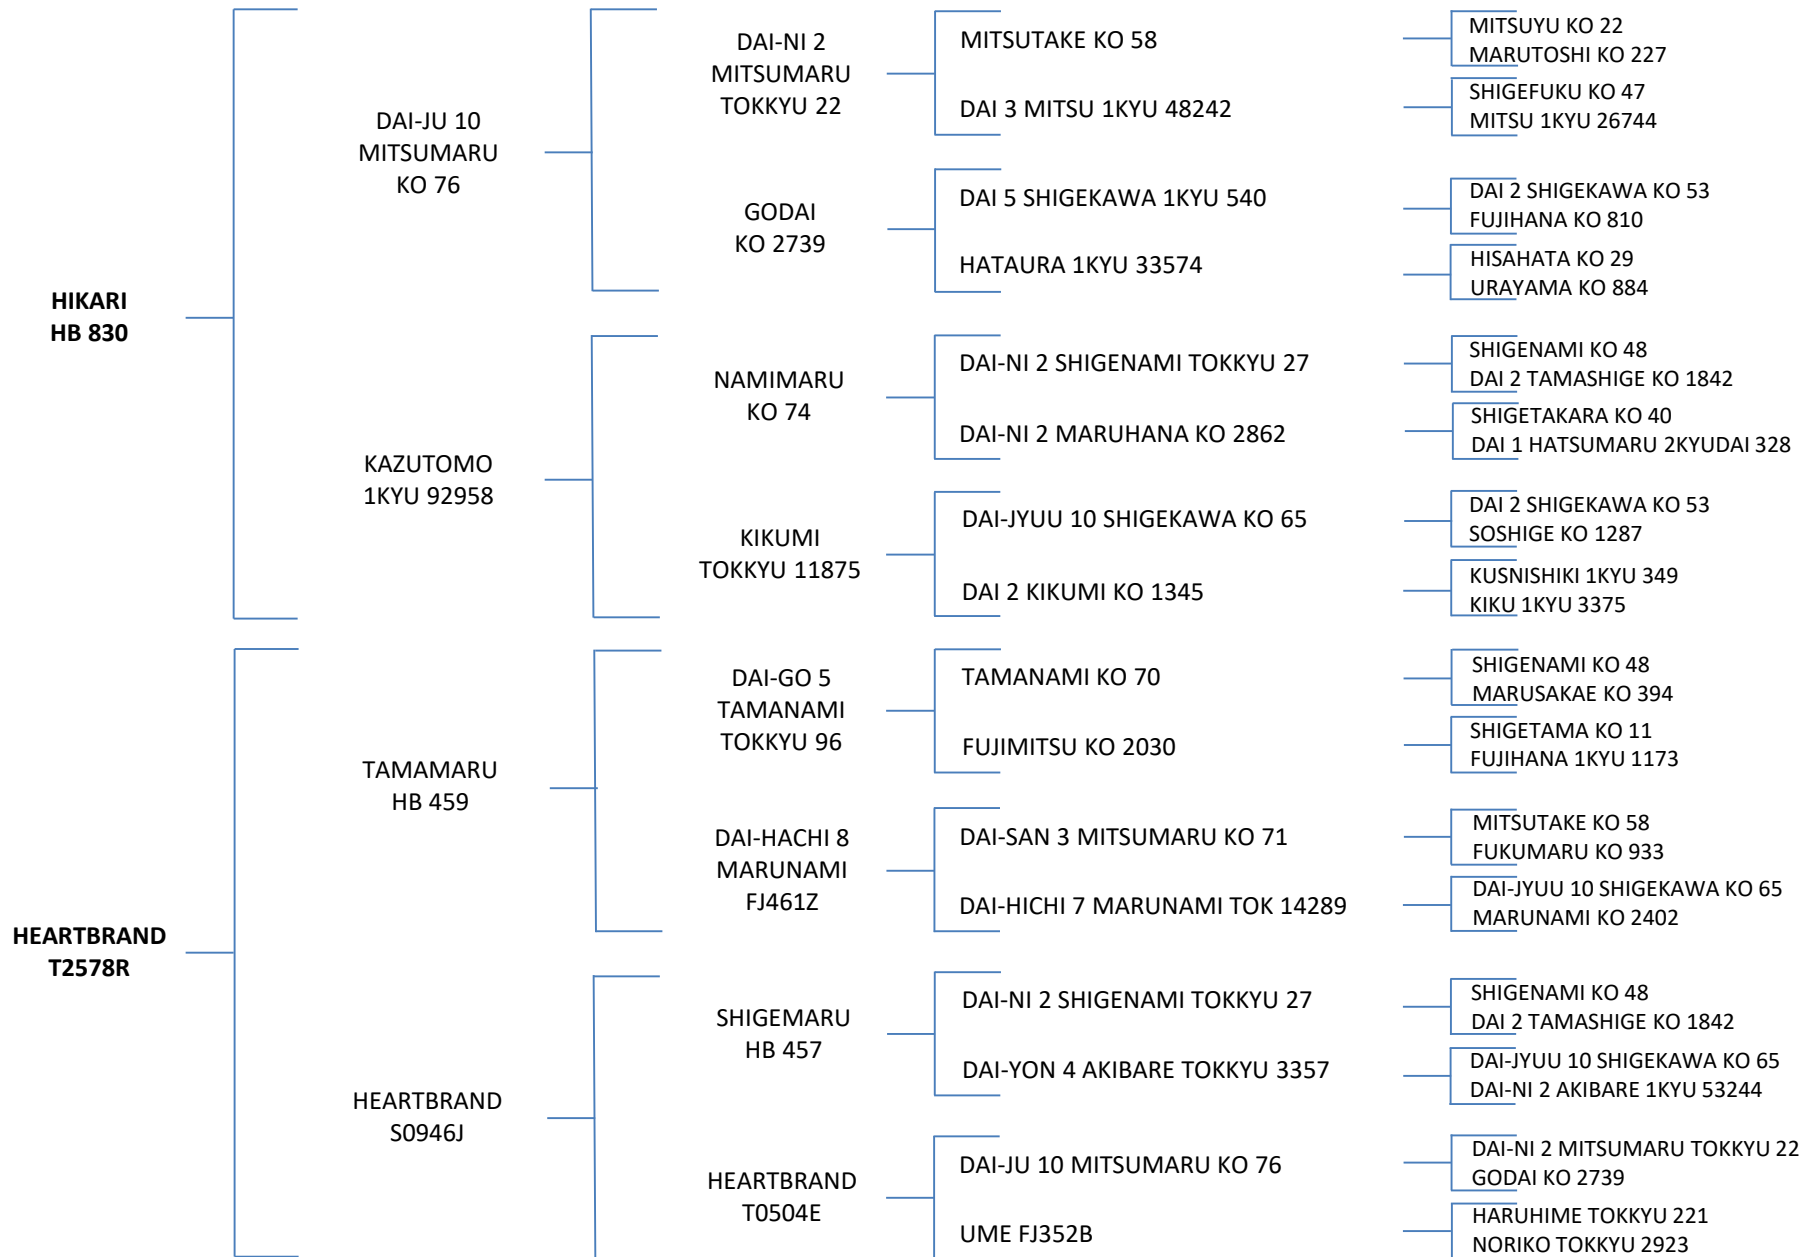 HIKARI
HB 830
DAI-JU 10
MITSUMARU
KO 76
DAI-NI 2
MITSUMARU
TOKKYU 22
MITSUTAKE KO 58
MITSUYU KO 22
MARUTOSHI KO 227
DAI 3 MITSU 1KYU 48242
SHIGEFUKU KO 47
MITSU 1KYU 26744
GODAI
KO 2739
DAI 5 SHIGEKAWA 1KYU 540
DAI 2 SHIGEKAWA KO 53
FUJIHANA KO 810
HATAURA 1KYU 33574
HISAHATA KO 29
URAYAMA KO 884
KAZUTOMO
1KYU 92958
NAMIMARU
KO 74
DAI-NI 2 SHIGENAMI TOKKYU 27
SHIGENAMI KO 48
DAI 2 TAMASHIGE KO 1842
DAI-NI 2 MARUHANA KO 2862
SHIGETAKARA KO 40
DAI 1 HATSUMARU 2KYUDAI 328
KIKUMI
TOKKYU 11875
DAI-JYUU 10 SHIGEKAWA KO 65
DAI 2 SHIGEKAWA KO 53
SOSHIGE KO 1287
DAI 2 KIKUMI KO 1345
KUSNISHIKI 1KYU 349
KIKU 1KYU 3375
HEARTBRAND
T2578R
TAMAMARU
HB 459
DAI-GO 5
TAMANAMI
TOKKYU 96
TAMANAMI KO 70
SHIGENAMI KO 48
MARUSAKAE KO 394
FUJIMITSU KO 2030
SHIGETAMA KO 11
FUJIHANA 1KYU 1173
DAI-HACHI 8
MARUNAMI
FJ461Z
DAI-SAN 3 MITSUMARU KO 71
MITSUTAKE KO 58
FUKUMARU KO 933
DAI-HICHI 7 MARUNAMI TOK 14289
DAI-JYUU 10 SHIGEKAWA KO 65
MARUNAMI KO 2402
HEARTBRAND
S0946J
SHIGEMARU
HB 457
DAI-NI 2 SHIGENAMI TOKKYU 27
SHIGENAMI KO 48
DAI 2 TAMASHIGE KO 1842
DAI-YON 4 AKIBARE TOKKYU 3357
DAI-JYUU 10 SHIGEKAWA KO 65
DAI-NI 2 AKIBARE 1KYU 53244
HEARTBRAND
T0504E
DAI-JU 10 MITSUMARU KO 76
DAI-NI 2 MITSUMARU TOKKYU 22
GODAI KO 2739
UME FJ352B
HARUHIME TOKKYU 221
NORIKO TOKKYU 2923